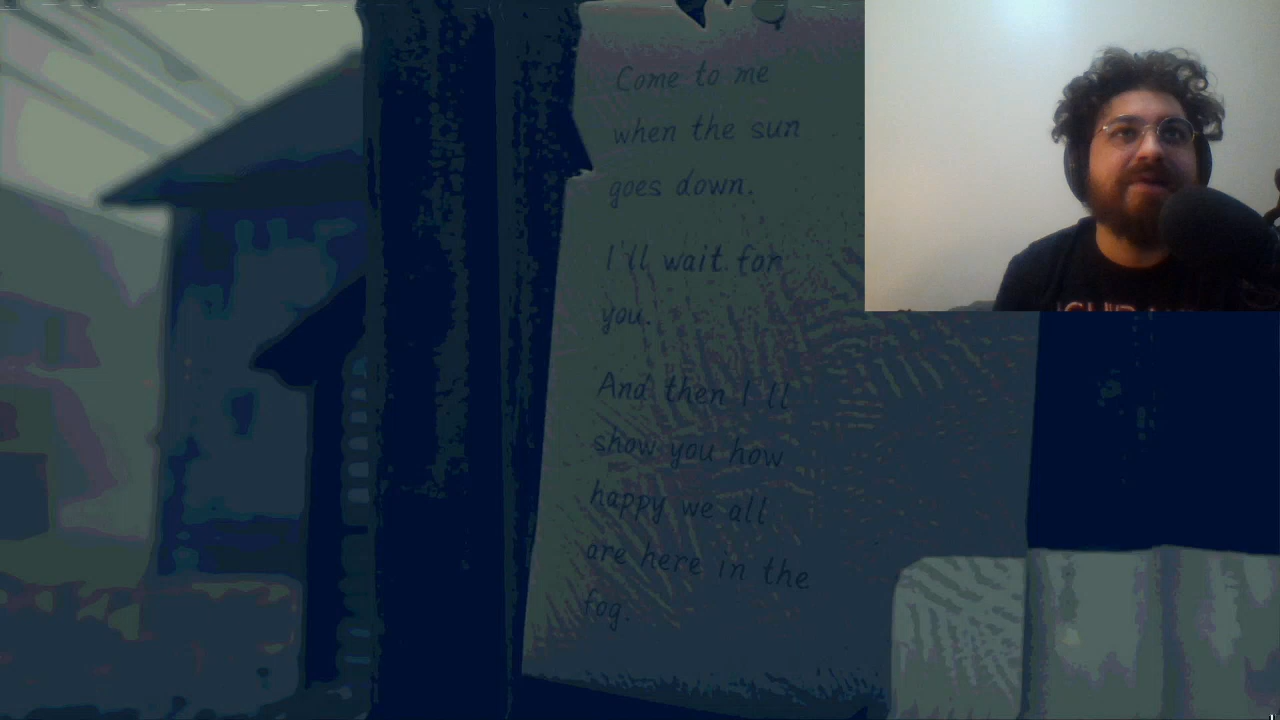 Come to me
when the sun
goes down.
I'll wait for
you.
And then I'll
show you how
happy we all
are here in the
fog.